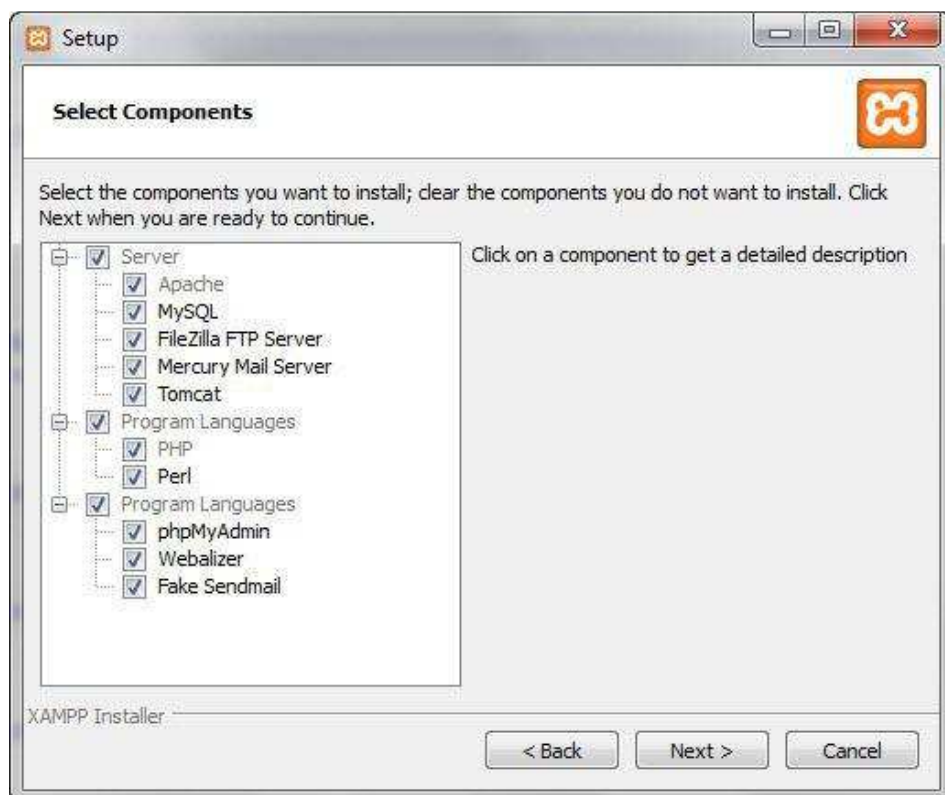 Setup
Select Components
Select the components you want to install; clear the components you do not want to install. Click
Next when you are ready to continue.
Server
Apache
MySQL
FileZilla FTP Server
Mercury Mail Server
Tomcat
Program Languages
PHP
Perl
Program Languages
phpMyAdmin
Webalizer
Fake Sendmail
Click on a component to get a detailed description
XAMPP Installer
< Back
Next >
Cancel